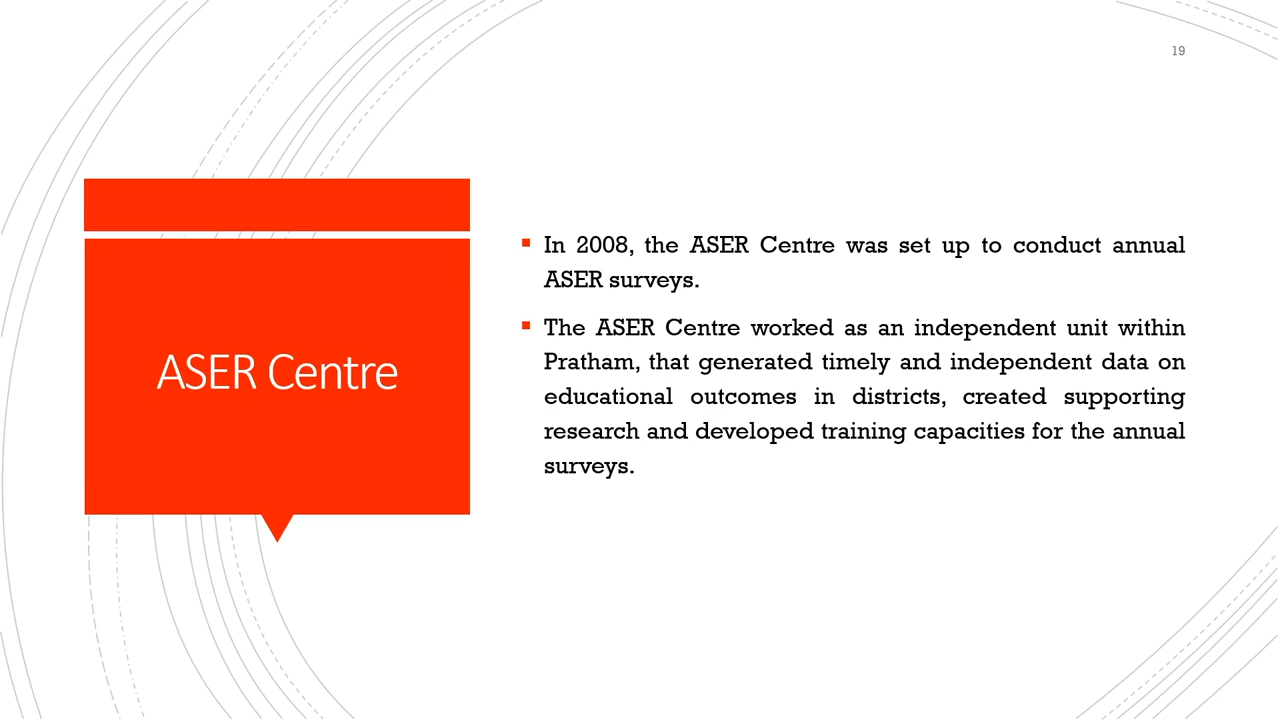 19
ASER Centre
In 2008, the ASER Centre was set up to conduct annual
ASER surveys.
The ASER Centre worked as an independent unit within
Pratham, that generated timely and independent data on
educational outcomes in districts, created supporting
research and developed training capacities for the annual
surveys.